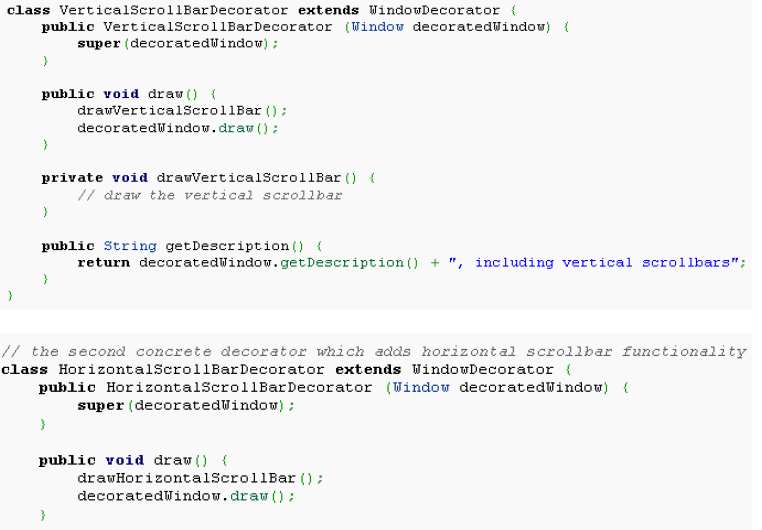 class VerticalScrollBarDecorator extends WindowDecorator {
    public VerticalScrollBarDecorator (Window decoratedWindow) {
        super(decoratedWindow);
    }

    public void draw() {
        drawVerticalScrollBar();
        decoratedWindow.draw();
    }

    private void drawVerticalScrollBar() {
        // draw the vertical scrollbar
    }

    public String getDescription() {
        return decoratedWindow.getDescription() + ", including vertical scrollbars";
    }
}

// the second concrete decorator which adds horizontal scrollbar functionality
class HorizontalScrollBarDecorator extends WindowDecorator {
    public HorizontalScrollBarDecorator (Window decoratedWindow) {
        super(decoratedWindow);
    }

    public void draw() {
        drawHorizontalScrollBar();
        decoratedWindow.draw();
    }